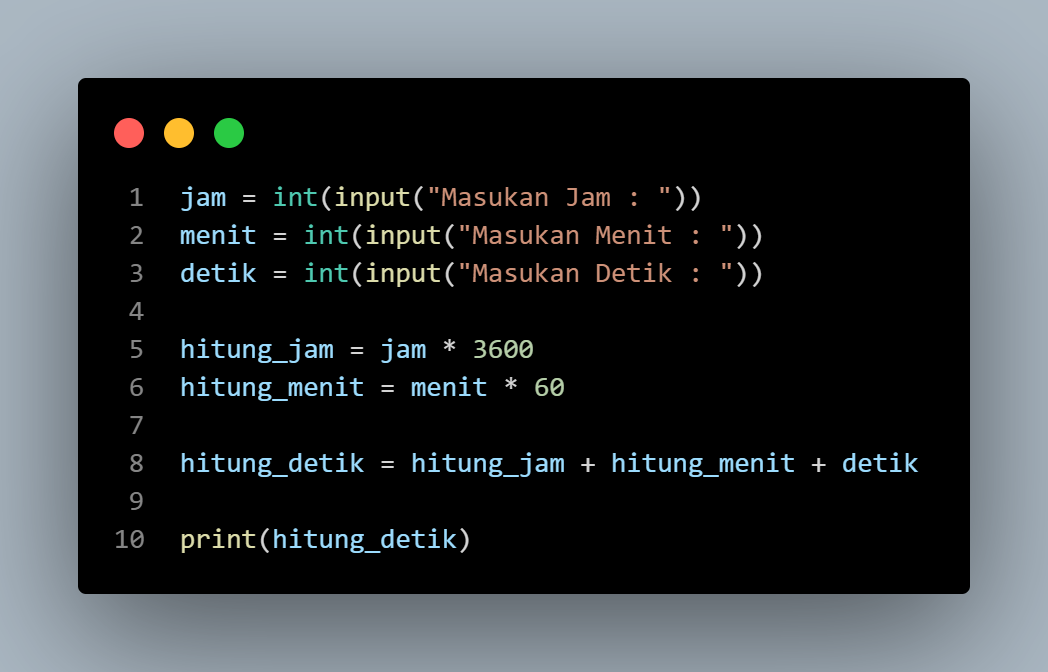 1 jam = int(input("Masukan Jam : "))
2 menit = int(input("Masukan Menit : "))
3 detik = int(input("Masukan Detik : "))
4
5 hitung_jam = jam * 3600
6 hitung_menit = menit * 60
7
8 hitung_detik = hitung_jam + hitung_menit + detik
9
10 print(hitung_detik)